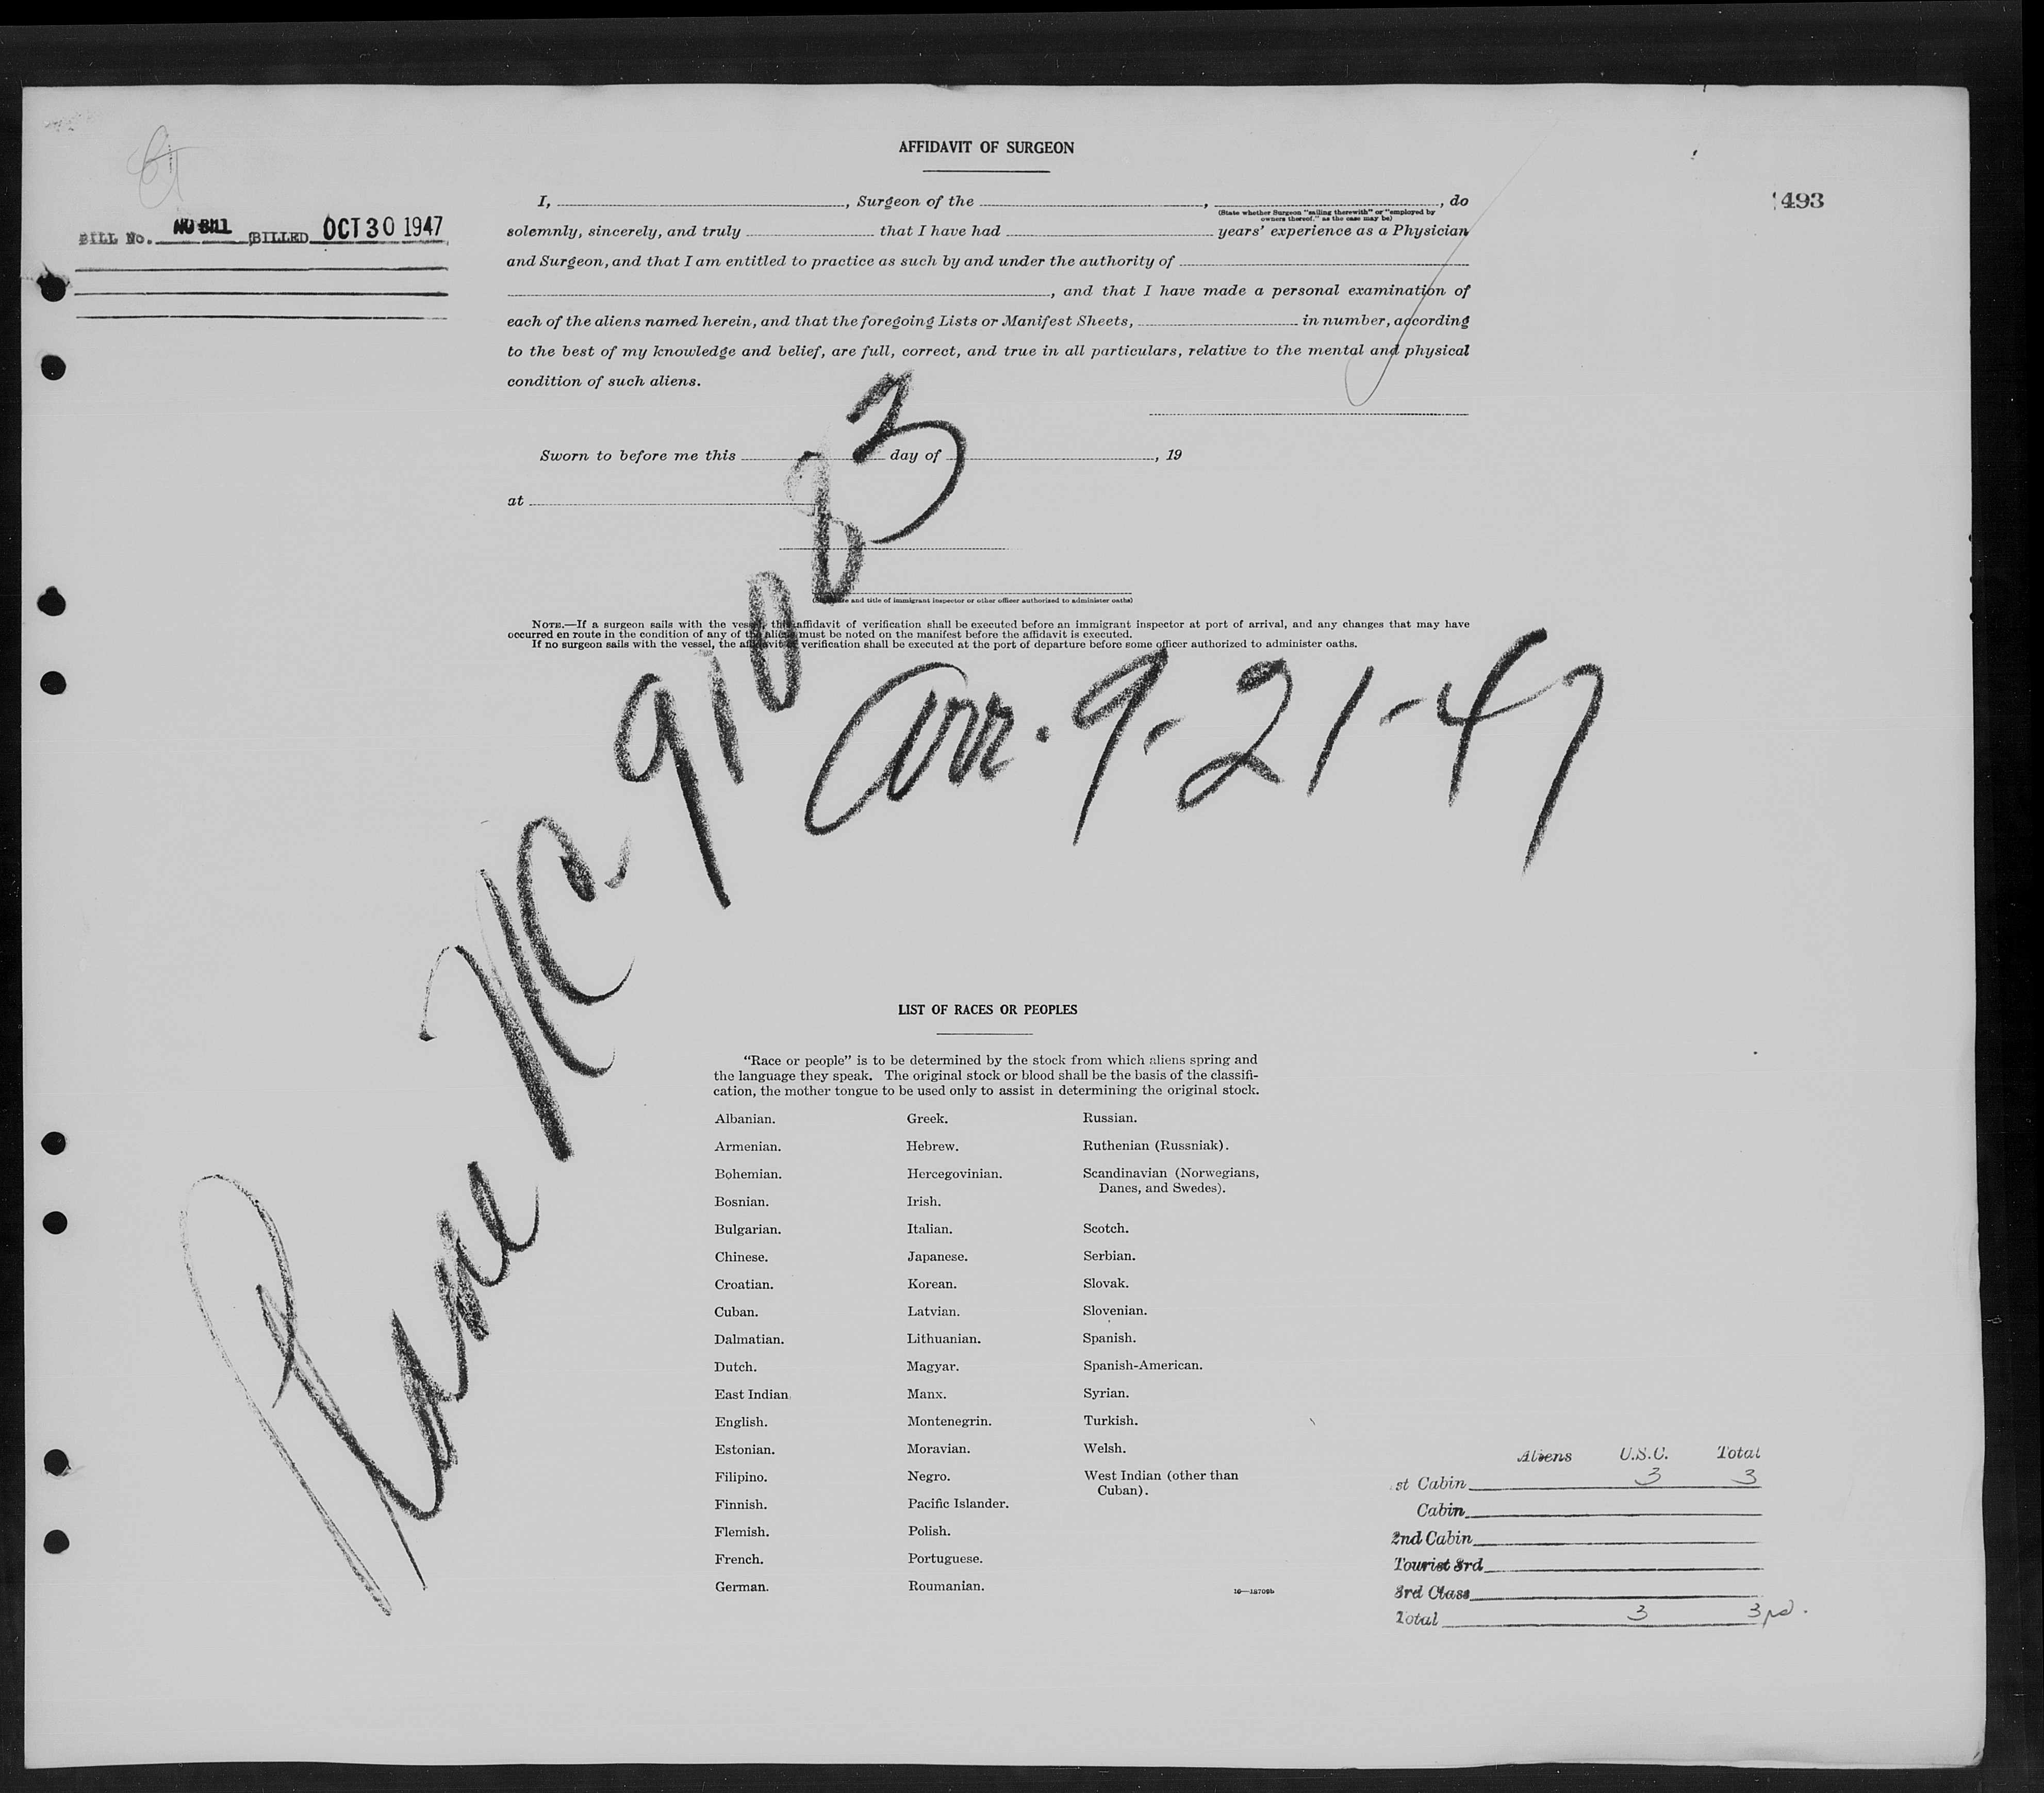 AFFIDAVIT OF SURGEON
493
BILL No. NO Bill BILLED OCT 30 1947
I, , Surgeon of the , , do
(State whether Surgeon "sailing therewith" or "employed by
owners thereof," as the case may be)
solemnly, sincerely, and truly that I have had years' experience as a Physician
and Surgeon, and that I am entitled to practice as such by and under the authority of
, and that I have made a personal examination of
each of the aliens named herein, and that the foregoing Lists or Manifest Sheets, in number, according
to the best of my knowledge and belief, are full, correct, and true in all particulars, relative to the mental and physical
condition of such aliens.
Sworn to before me this day of , 19
at
and title of immigrant inspector or other officer authorized to administer oaths)
NOTE.—If a surgeon sails with the vessel, the affidavit of verification shall be executed before an immigrant inspector at port of arrival, and any changes that may have
occurred en route in the condition of any of the aliens must be noted on the manifest before the affidavit is executed.
If no surgeon sails with the vessel, the affidavit of verification shall be executed at the port of departure before some officer authorized to administer oaths.
Plane NC 91083
Arr. 9-21-47
LIST OF RACES OR PEOPLES
"Race or people" is to be determined by the stock from which aliens spring and
the language they speak. The original stock or blood shall be the basis of the classifi-
cation, the mother tongue to be used only to assist in determining the original stock.
Albanian.
Armenian.
Bohemian.
Bosnian.
Bulgarian.
Chinese.
Croatian.
Cuban.
Dalmatian.
Dutch.
East Indian.
English.
Estonian.
Filipino.
Finnish.
Flemish.
French.
German.
Greek.
Hebrew.
Hercegovinian.
Irish.
Italian.
Japanese.
Korean.
Latvian.
Lithuanian.
Magyar.
Manx.
Montenegrin.
Moravian.
Negro.
Pacific Islander.
Polish.
Portuguese.
Roumanian.
Russian.
Ruthenian (Russniak).
Scandinavian (Norwegians,
Danes, and Swedes).
Scotch.
Serbian.
Slovak.
Slovenian.
Spanish.
Spanish-American.
Syrian.
Turkish.
Welsh.
West Indian (other than
Cuban).
Aliens U.S.C. Total
st Cabin 3 3
Cabin
2nd Cabin
Tourist 3rd
3rd Class
Total 3 3 pd.